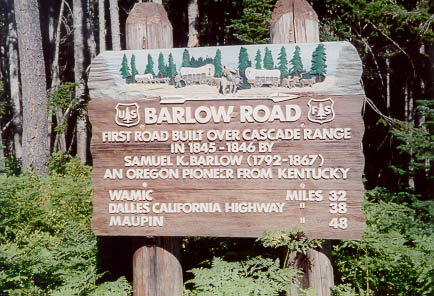 BARLOW ROAD
FIRST ROAD BUILT OVER CASCADE RANGE
IN 1845-1846 BY
SAMUEL K. BARLOW (1792-1867)
AN OREGON PIONEER FROM KENTUCKY
WAMIC MILES 32
DALLES CALIFORNIA HIGHWAY " 38
MAUPIN " 48